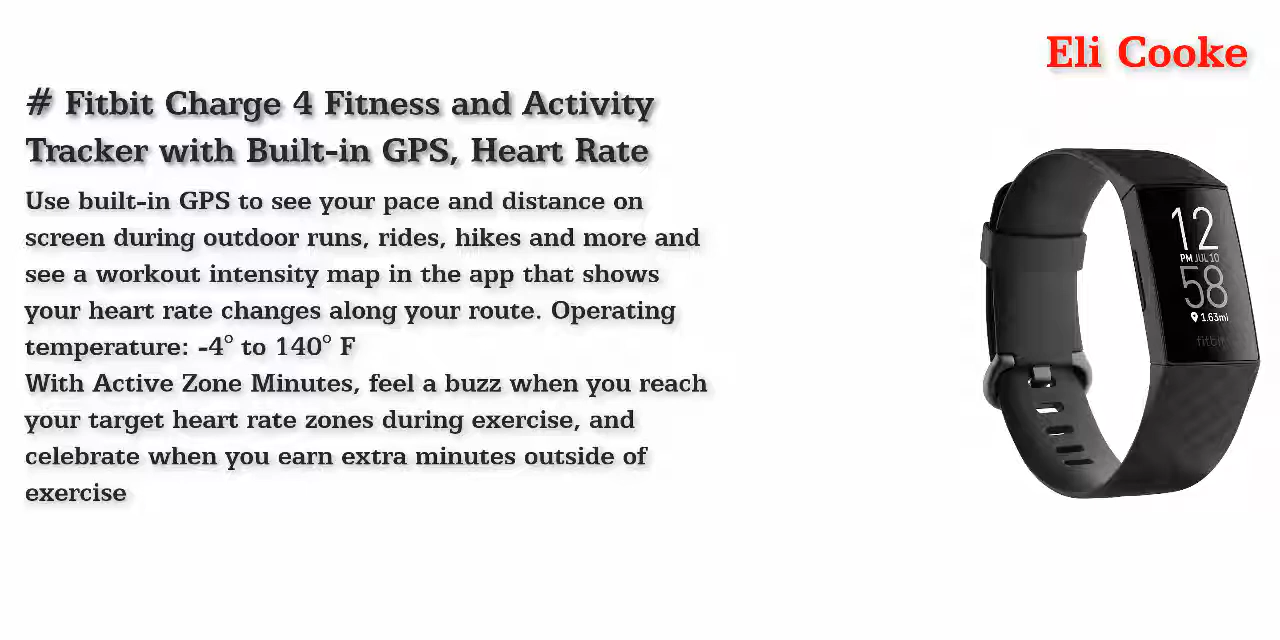 Eli Cooke
# Fitbit Charge 4 Fitness and Activity
Tracker with Built-in GPS, Heart Rate
Use built-in GPS to see your pace and distance on
screen during outdoor runs, rides, hikes and more and
see a workout intensity map in the app that shows
your heart rate changes along your route. Operating
temperature: -4° to 140° F
With Active Zone Minutes, feel a buzz when you reach
your target heart rate zones during exercise, and
celebrate when you earn extra minutes outside of
exercise
12
PM JUL 10
58
1.63mi
fitbit